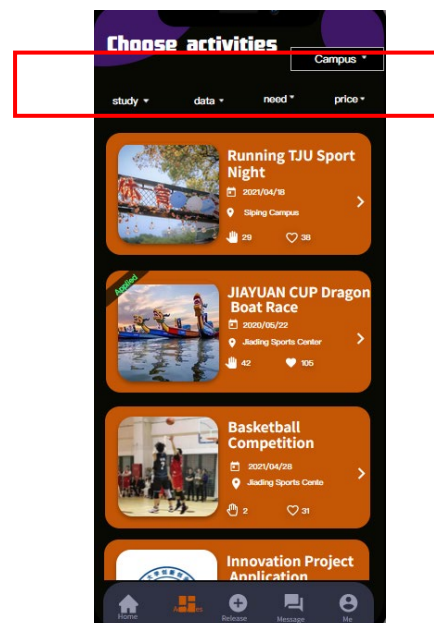 Choose activities
Campus
study
data
need
price
Running TJU Sport
Night
2021/04/18
Siping Campus
29
38
Applied
JIAYUAN CUP Dragon
Boat Race
2020/05/22
Jiading Sports Center
42
105
Basketball
Competition
2021/04/28
Jiading Sports Cente
2
31
Innovation Project
Application
Home
Release
Message
Me